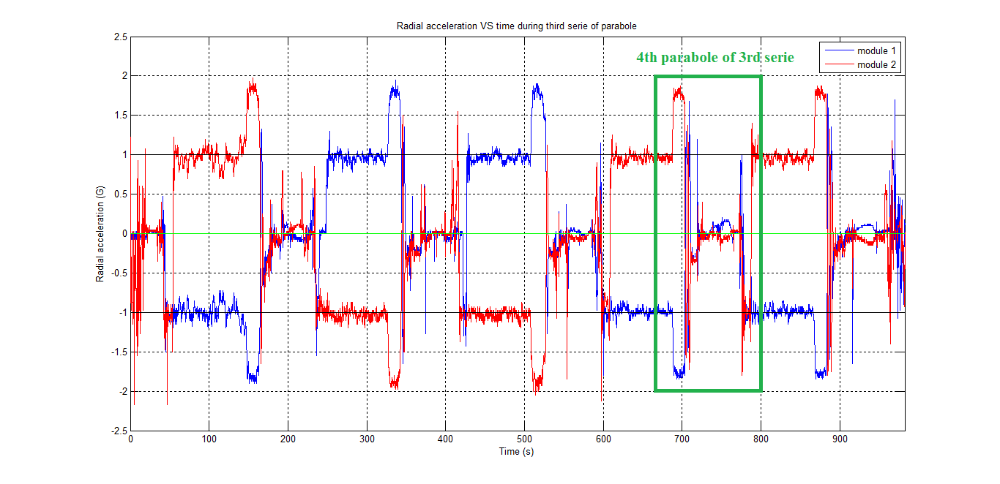 Radial acceleration VS time during third serie of parabole
4th parabole of 3rd serie
module 1
module 2
Radial acceleration (G)
2.5
2
1.5
1
0.5
0
-0.5
-1
-1.5
-2
-2.5
0 100 200 300 400 500 600 700 800 900
Time (s)